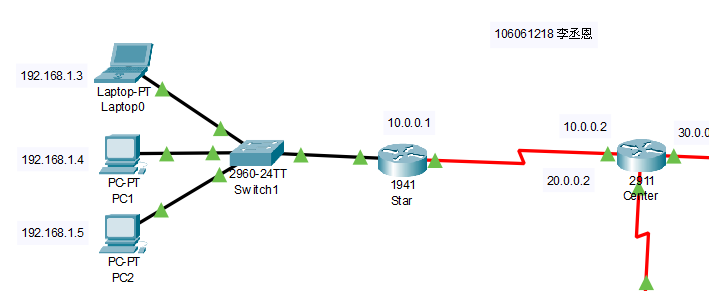 106061218 李丞恩
192.168.1.3
Laptop-PT
Laptop0
192.168.1.4
PC-PT
PC1
192.168.1.5
PC-PT
PC2
2960-24TT
Switch1
10.0.0.1
1941
Star
10.0.0.2
30.0.0
20.0.0.2
2911
Center